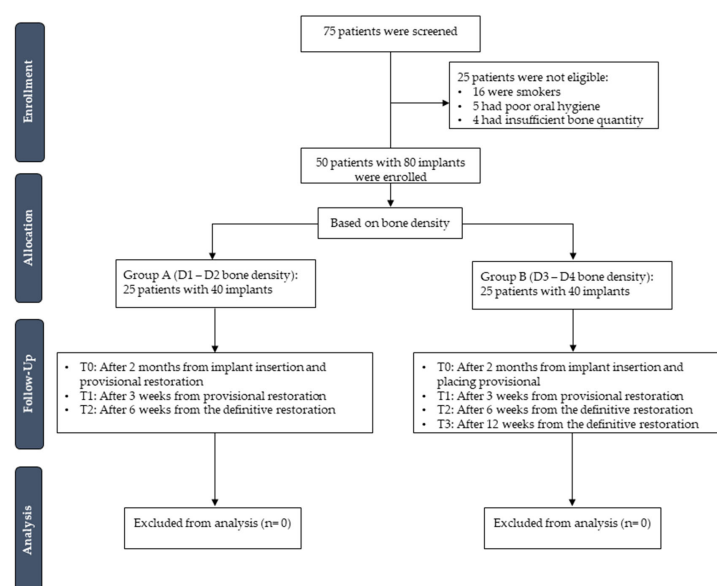 Enrollment
75 patients were screened
25 patients were not eligible:
• 16 were smokers
• 5 had poor oral hygiene
• 4 had insufficient bone quantity
50 patients with 80 implants
were enrolled
Allocation
Based on bone density
Group A (D1 – D2 bone density):
25 patients with 40 implants
Group B (D3 – D4 bone density):
25 patients with 40 implants
Follow-Up
• T0: After 2 months from implant insertion and
provisional restoration
• T1: After 3 weeks from provisional restoration
• T2: After 6 weeks from the definitive restoration
• T0: After 2 months from implant insertion and
placing provisional
• T1: After 3 weeks from provisional restoration
• T2: After 6 weeks from the definitive restoration
• T3: After 12 weeks from the definitive restoration
Analysis
Excluded from analysis (n= 0)
Excluded from analysis (n= 0)